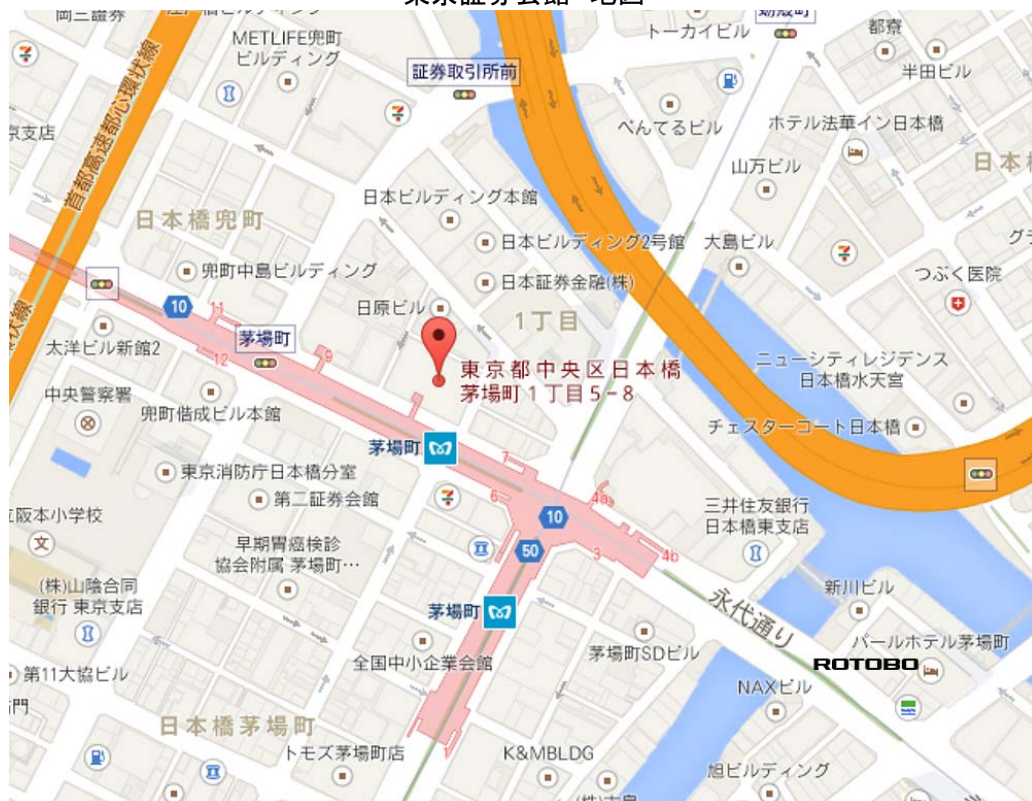 東京証券会館 地図
岡三證券
METLIFE兜町
ビルディング
証券取引所前
トーカイビル
都寮
半田ビル
べんてるビル
ホテル法華イン日本橋
山万ビル
京支店
首都高速都心環状線
日本橋兜町
日本ビルディング本館
日本ビルディング2号館
大島ビル
つぶく医院
兜町中島ビルディング
日本証券金融(株)
日原ビル
1丁目
10
11
12
9
茅場町
太洋ビル新館2
東京都中央区日本橋
茅場町1丁目5-8
ニューシティレジデンス
日本橋水天宮
中央警察署
兜町偕成ビル本館
チェスターコート日本橋
茅場町
東京消防庁日本橋分室
7
第二証券会館
6
4a
三井住友銀行
日本橋東支店
阪本小学校
文
10
50
3
4b
早期胃癌検診
協会附属 茅場町…
(株)山陰合同
銀行 東京支店
茅場町
永代通り
新川ビル
全国中小企業会館
茅場町SDビル
パールホテル茅場町
ROTOBO
第11大協ビル
NAXビル
日本橋茅場町
トモズ茅場町店
1
K&MBLDG
旭ビルディング